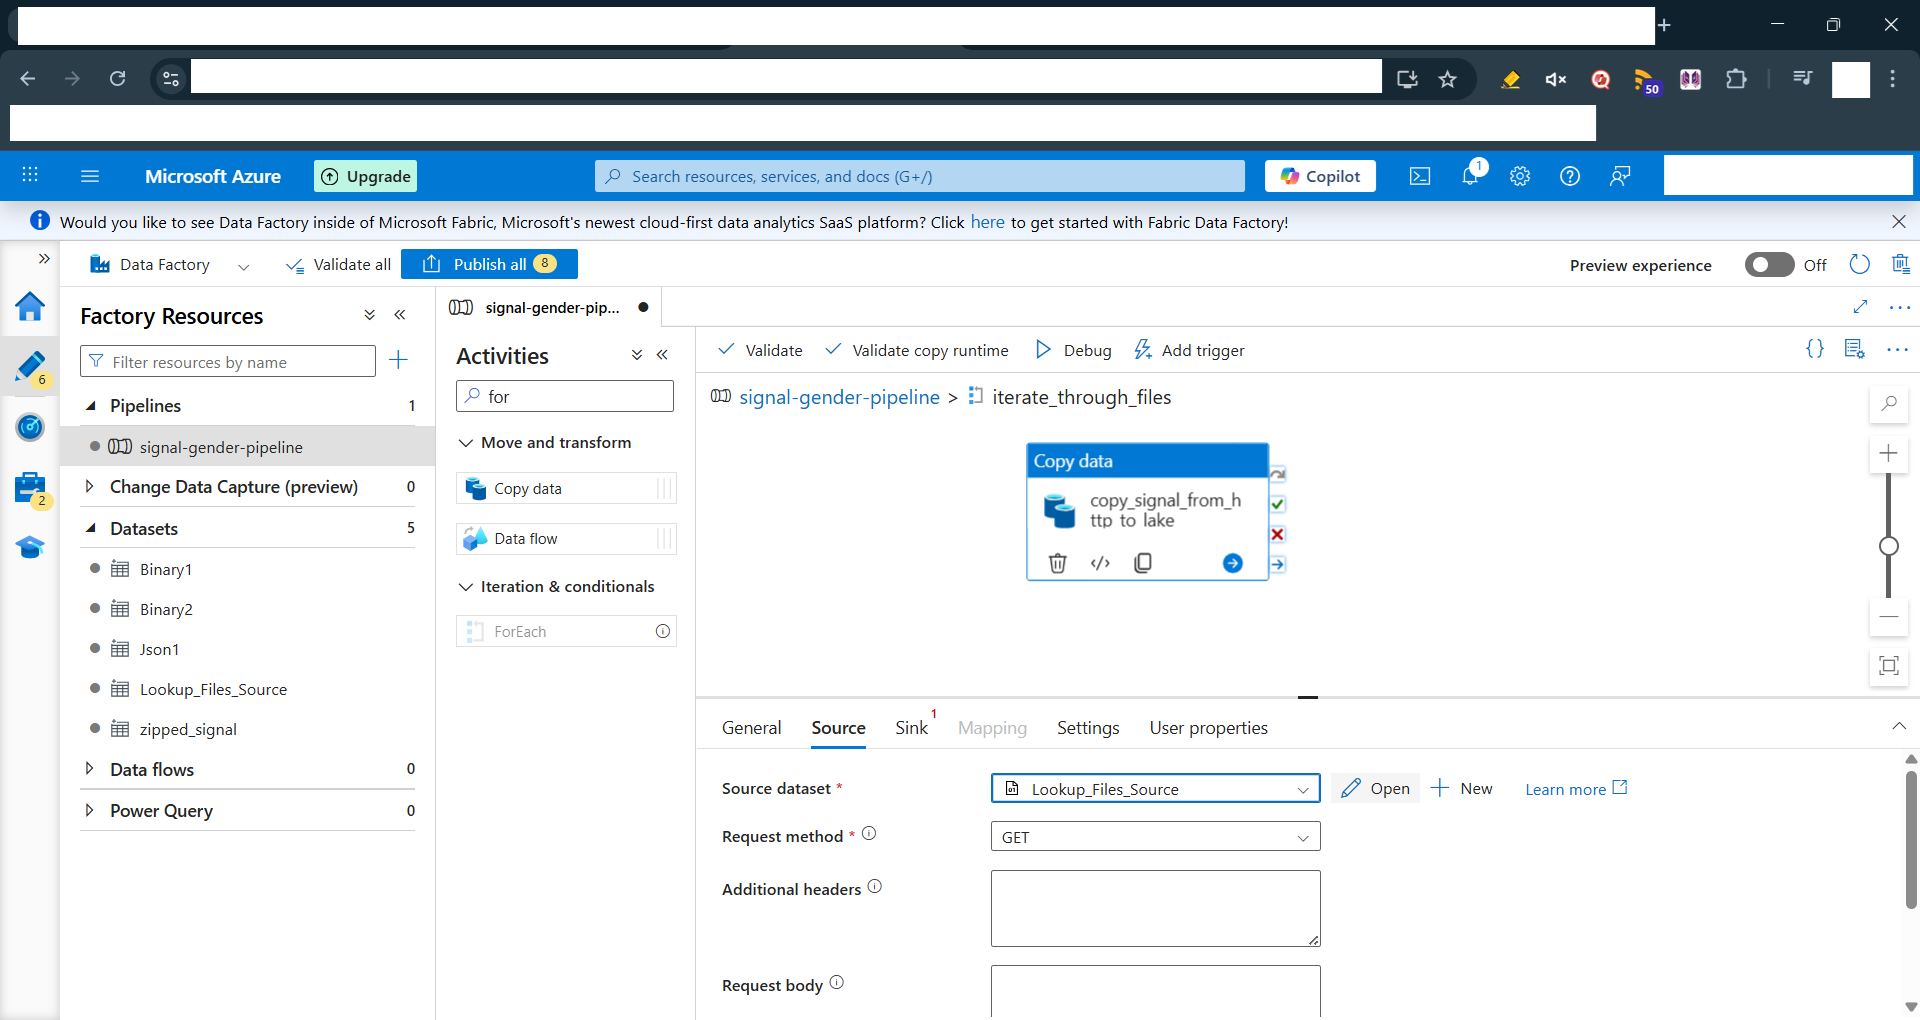 50
Microsoft Azure
Upgrade
Search resources, services, and docs (G+/)
Copilot
1
Would you like to see Data Factory inside of Microsoft Fabric, Microsoft's newest cloud-first data analytics SaaS platform? Click here to get started with Fabric Data Factory!
Data Factory
Validate all
Publish all 8
Preview experience
Off
6
2
Factory Resources
Filter resources by name
Pipelines 1
signal-gender-pipeline
Change Data Capture (preview) 0
Datasets 5
Binary1
Binary2
Json1
Lookup_Files_Source
zipped_signal
Data flows 0
Power Query 0
signal-gender-pip...
Activities
for
Move and transform
Copy data
Data flow
Iteration & conditionals
ForEach
Validate
Validate copy runtime
Debug
Add trigger
signal-gender-pipeline > iterate_through_files
Copy data
copy_signal_from_h
ttp_to_lake
General
Source
Sink 1
Mapping
Settings
User properties
Source dataset *
Lookup_Files_Source
Open
New
Learn more
Request method *
GET
Additional headers
Request body